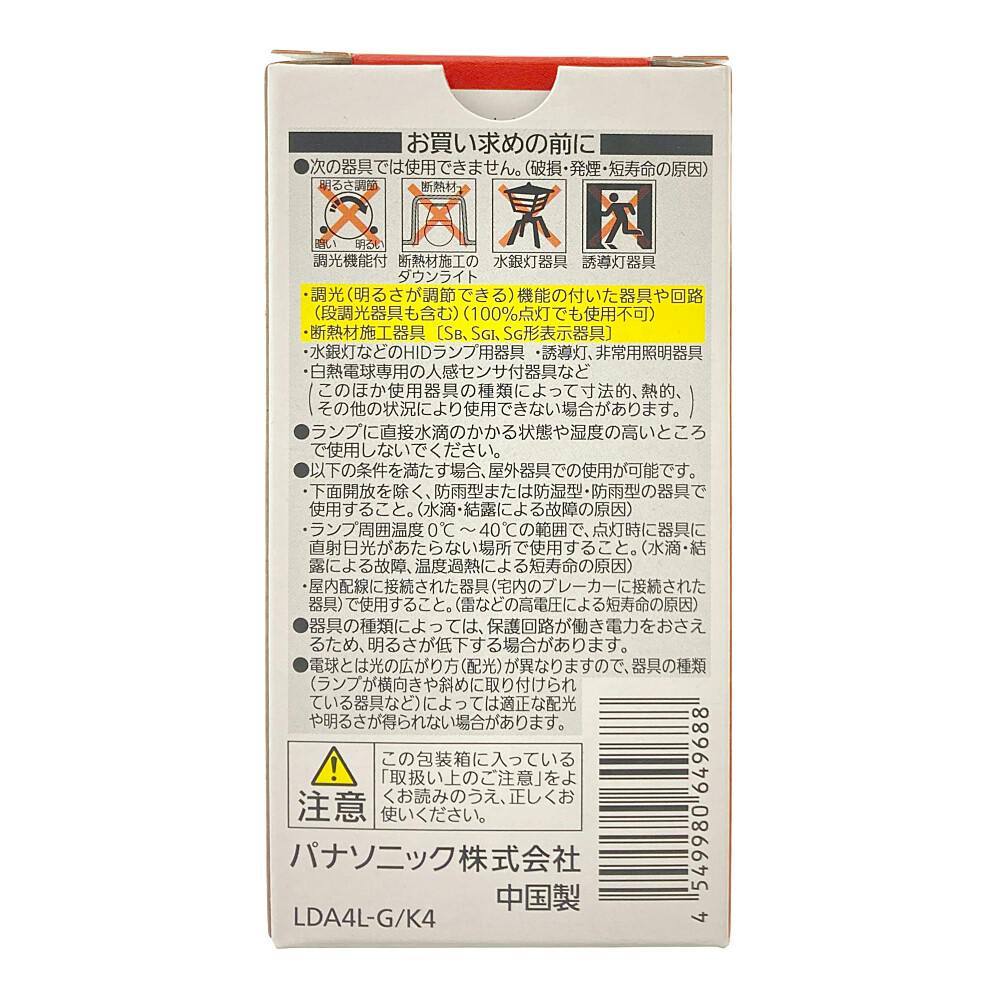 お買い求めの前に
●次の器具では使用できません。(破損・発煙・短寿命の原因)
明るさ調節
暗い 明るい
調光機能付
断熱材
断熱材施工の
ダウンライト
水銀灯器具
誘導灯器具
・調光(明るさが調節できる)機能の付いた器具や回路
(段調光器具も含む)(100%点灯でも使用不可)
・断熱材施工器具〔SB、SGI、SG形表示器具〕
・水銀灯などのHIDランプ用器具 ・誘導灯、非常用照明器具
・白熱電球専用の人感センサ付器具など
(このほか使用器具の種類によって寸法的、熱的、
その他の状況により使用できない場合があります。)
●ランプに直接水滴のかかる状態や湿度の高いところ
で使用しないでください。
●以下の条件を満たす場合、屋外器具での使用が可能です。
・下面開放を除く、防雨型または防湿型・防雨型の器具で
使用すること。(水滴・結露による故障の原因)
・ランプ周囲温度0℃~40℃の範囲で、点灯時に器具に
直射日光があたらない場所で使用すること。(水滴・結
露による故障、温度過熱による短寿命の原因)
・屋内配線に接続された器具(宅内のブレーカーに接続された
器具)で使用すること。(雷などの高電圧による短寿命の原因)
●器具の種類によっては、保護回路が働き電力をおさえ
るため、明るさが低下する場合があります。
●電球とは光の広がり方(配光)が異なりますので、器具の種類
(ランプが横向きや斜めに取り付けられ
ている器具など)によっては適正な配光
や明るさが得られない場合があります。
注意
この包装箱に入っている
「取扱い上のご注意」をよ
くお読みのうえ、正しくお
使いください。
パナソニック株式会社
中国製
LDA4L-G/K4
4 549980 649688